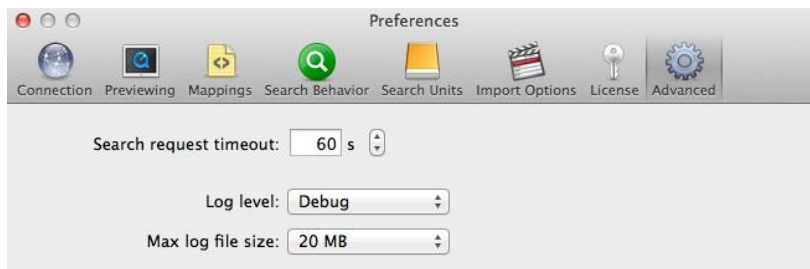 Preferences
Connection Previewing Mappings Search Behavior Search Units Import Options License Advanced
Search request timeout: 60 s
Log level: Debug
Max log file size: 20 MB